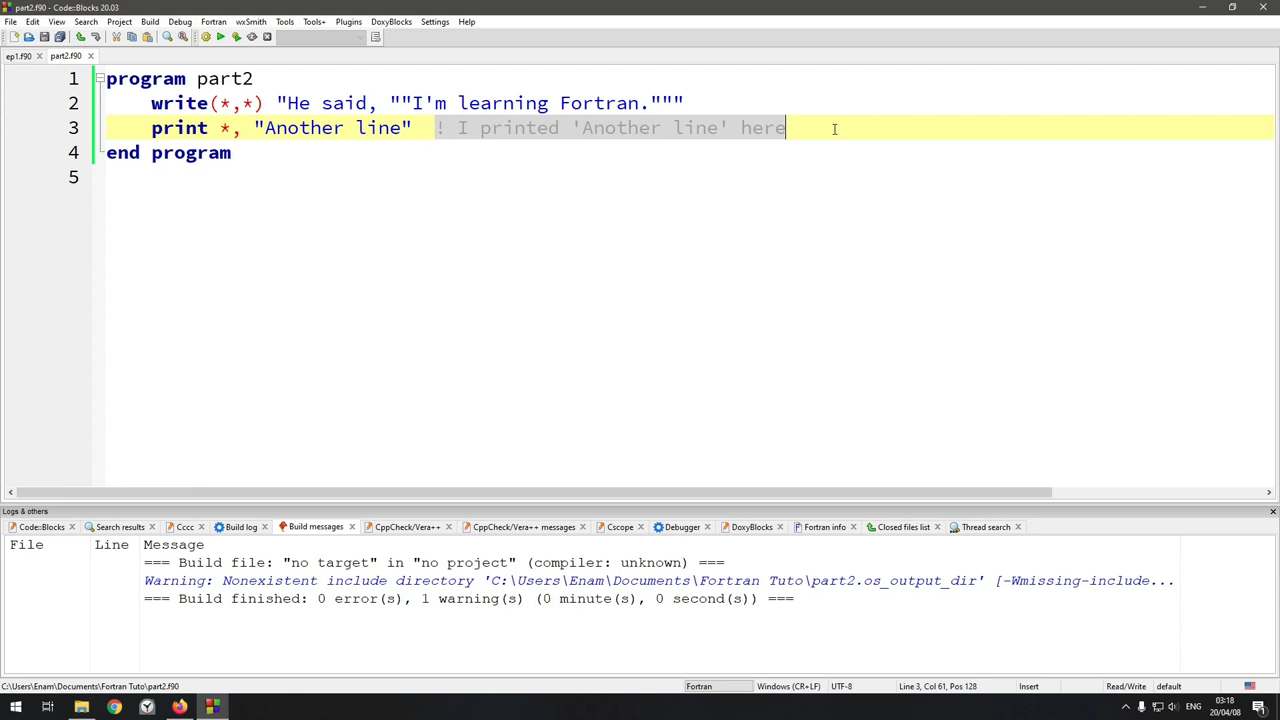 part2.f90 - Code::Blocks 20.03
File Edit View Search Project Build Debug Fortran wxSmith Tools Tools+ Plugins DoxyBlocks Settings Help
ep1.f90 part2.f90
1 program part2
2 write(*,*) "He said, ""I'm learning Fortran."""
3 print *, "Another line" ! I printed 'Another line' here
4 end program
5
Logs & others
Code::Blocks Search results Cccc Build log Build messages CppCheck/Vera++ CppCheck/Vera++ messages Cscope Debugger DoxyBlocks Fortran info Closed files list Thread search
File Line Message
=== Build file: "no target" in "no project" (compiler: unknown) ===
Warning: Nonexistent include directory 'C:\Users\Enam\Documents\Fortran Tuto\part2.os_output_dir' [-Wmissing-include...
=== Build finished: 0 error(s), 1 warning(s) (0 minute(s), 0 second(s)) ===
C:\Users\Enam\Documents\Fortran Tuto\part2.f90 Fortran Windows (CR+LF) UTF-8 Line 3, Col 61, Pos 128 Insert Read/Write default
ENG 03:18
20/04/08